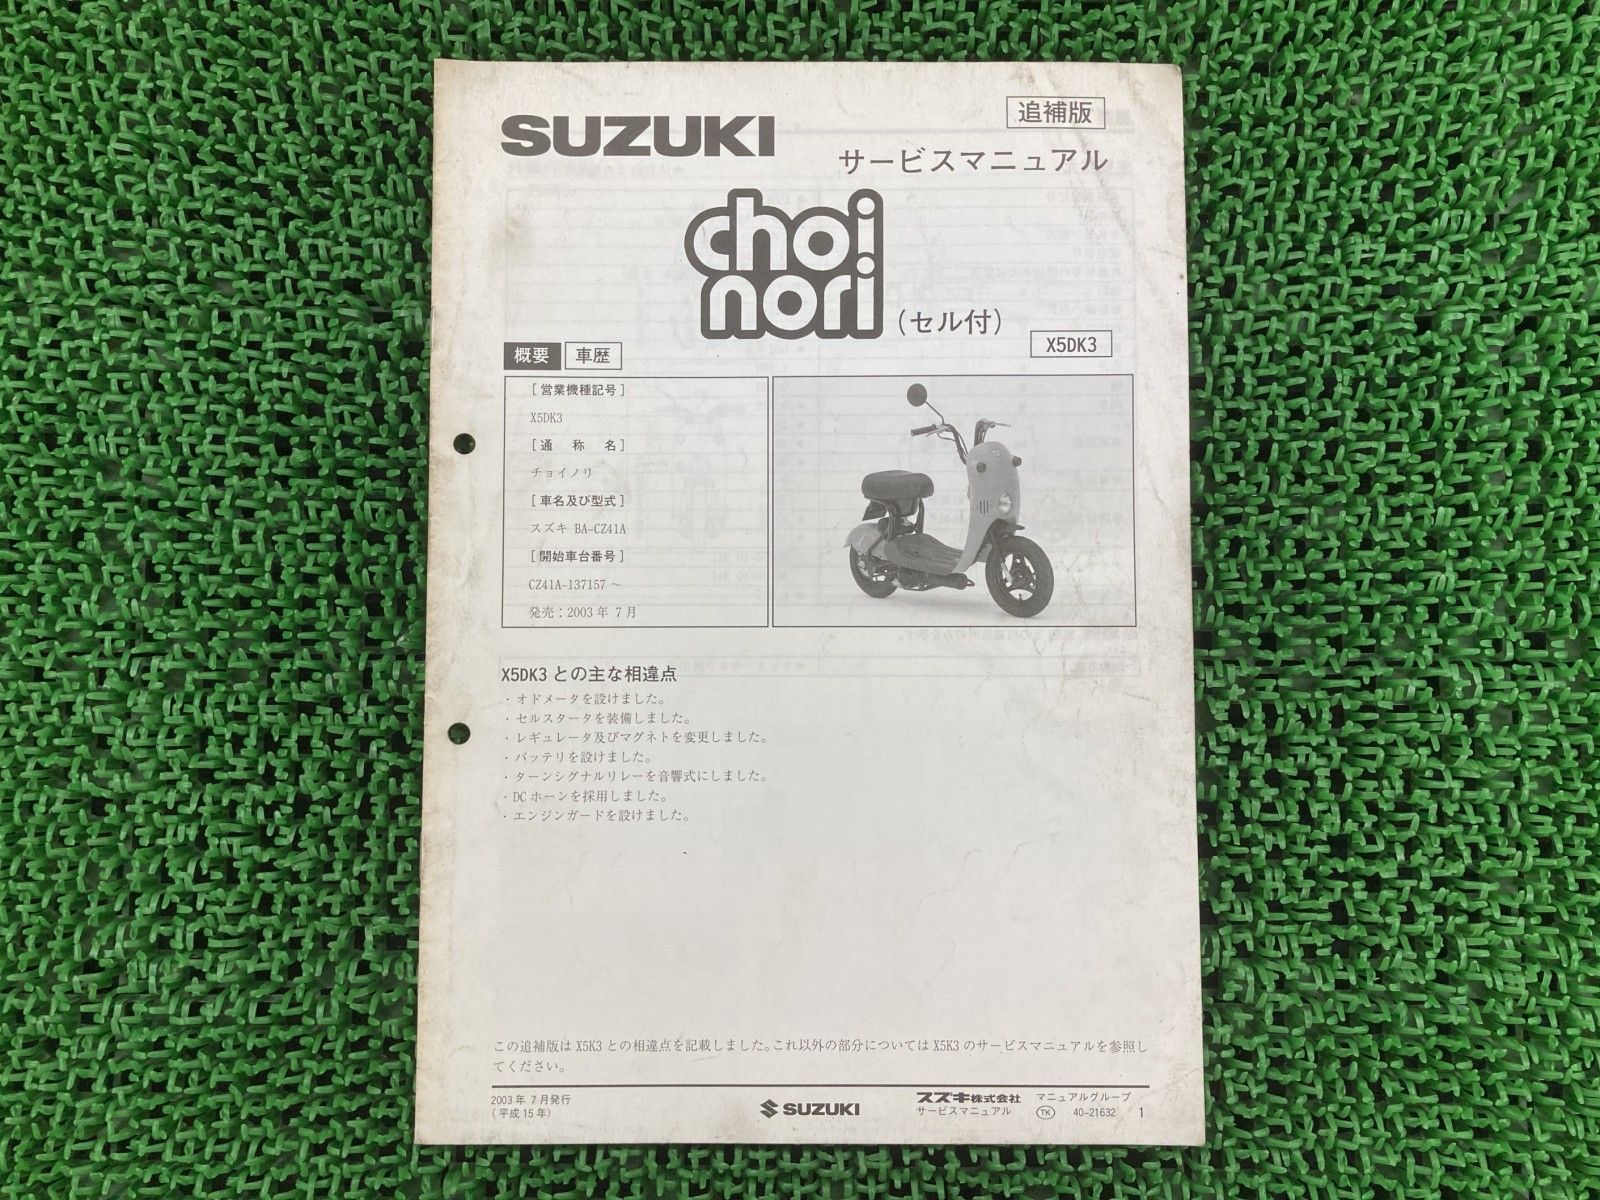 追補版
SUZUKI
サービスマニュアル
choi
nori
(セル付)
X5DK3
概要 車歴
[営業機種記号]
X5DK3
[通 称 名]
チョイノリ
[車名及び型式]
スズキ BA-CZ41A
[開始車台番号]
CZ41A-137157～
発売：2003年 7月
X5DK3との主な相違点
・オドメータを設けました。
・セルスタータを装備しました。
・レギュレータ及びマグネトを変更しました。
・バッテリを設けました。
・ターンシグナルリレーを音響式にしました。
・DCホーンを採用しました。
・エンジンガードを設けました。
この追補版は X5K3 との相違点を記載しました。これ以外の部分については X5K3 のサービスマニュアルを参照し
てください。
2003年 7月発行
(平成15年)
SUZUKI
スズキ株式会社
サービスマニュアル
マニュアルグループ
TK 40-21632 1